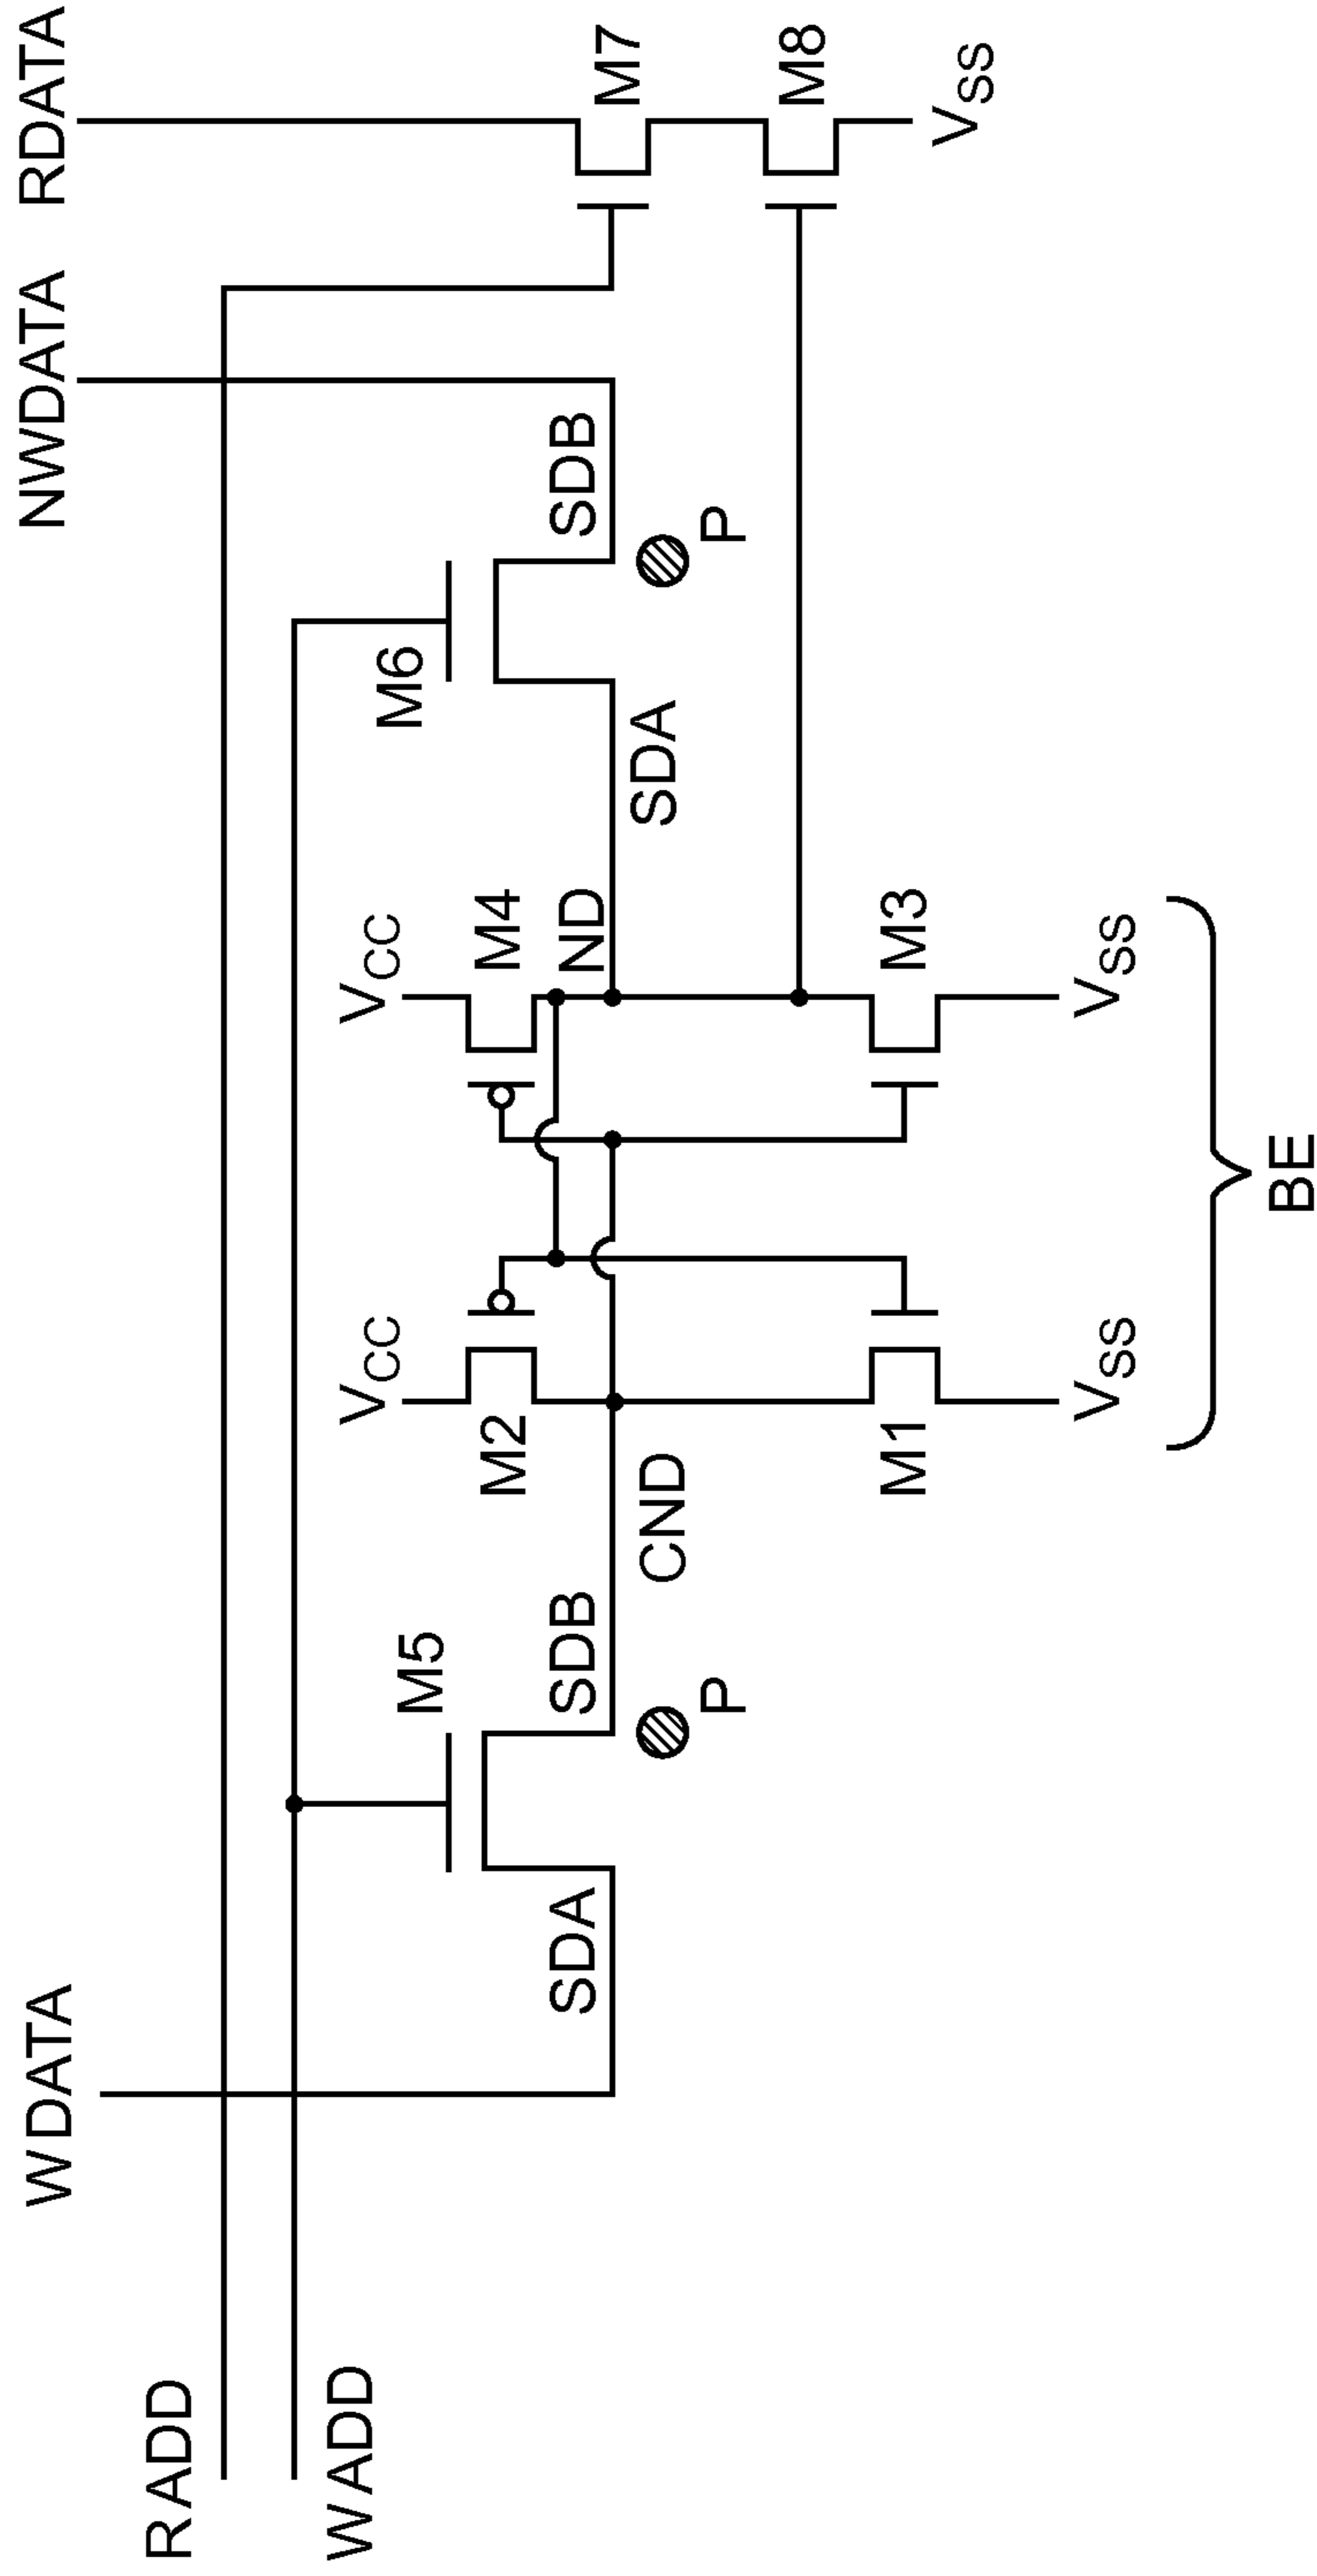 WDATA
NWDATA
RDATA
RADD
WADD
VCC
VCC
M5
M6
M2
M4
SDA
SDB
ND
SDB
M7
CND
SDA
P
P
M8
M1
M3
VSS
VSS
VSS
BE